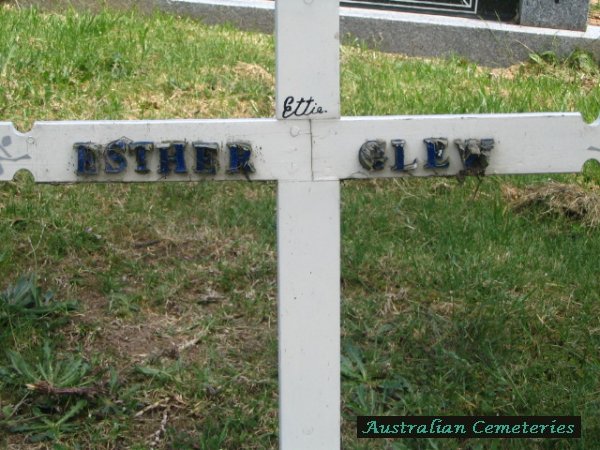 Ettie.
ESTHER CLEW
Australian Cemeteries